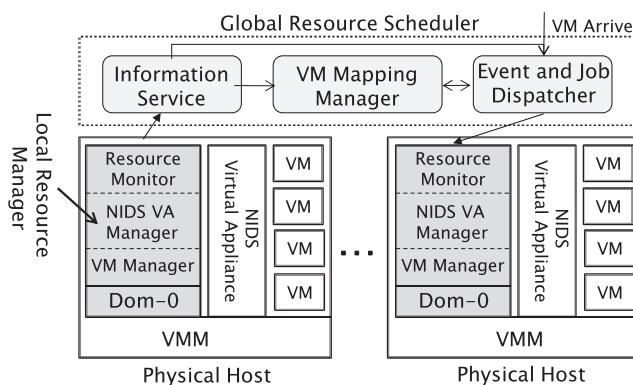 Global Resource Scheduler
VM Arrive
Information
Service
VM Mapping
Manager
Event and Job
Dispatcher
Local Resource
Manager
Resource
Monitor
NIDS VA
Manager
VM Manager
Dom-0
NIDS
Virtual Appliance
VM
VM
VM
VM
VMM
Physical Host
...
Resource
Monitor
NIDS VA
Manager
VM Manager
Dom-0
NIDS
Virtual Appliance
VM
VM
VM
VM
VMM
Physical Host